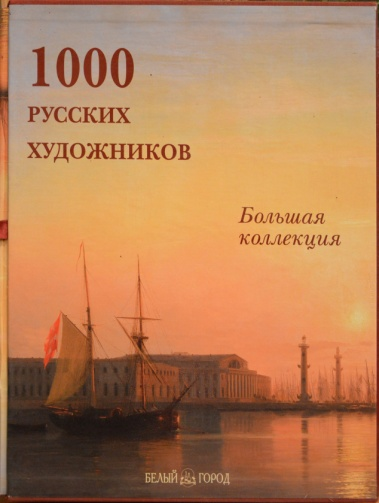 1000
РУССКИХ
ХУДОЖНИКОВ
Большая
коллекция
БЕЛЫЙ ГОРОД